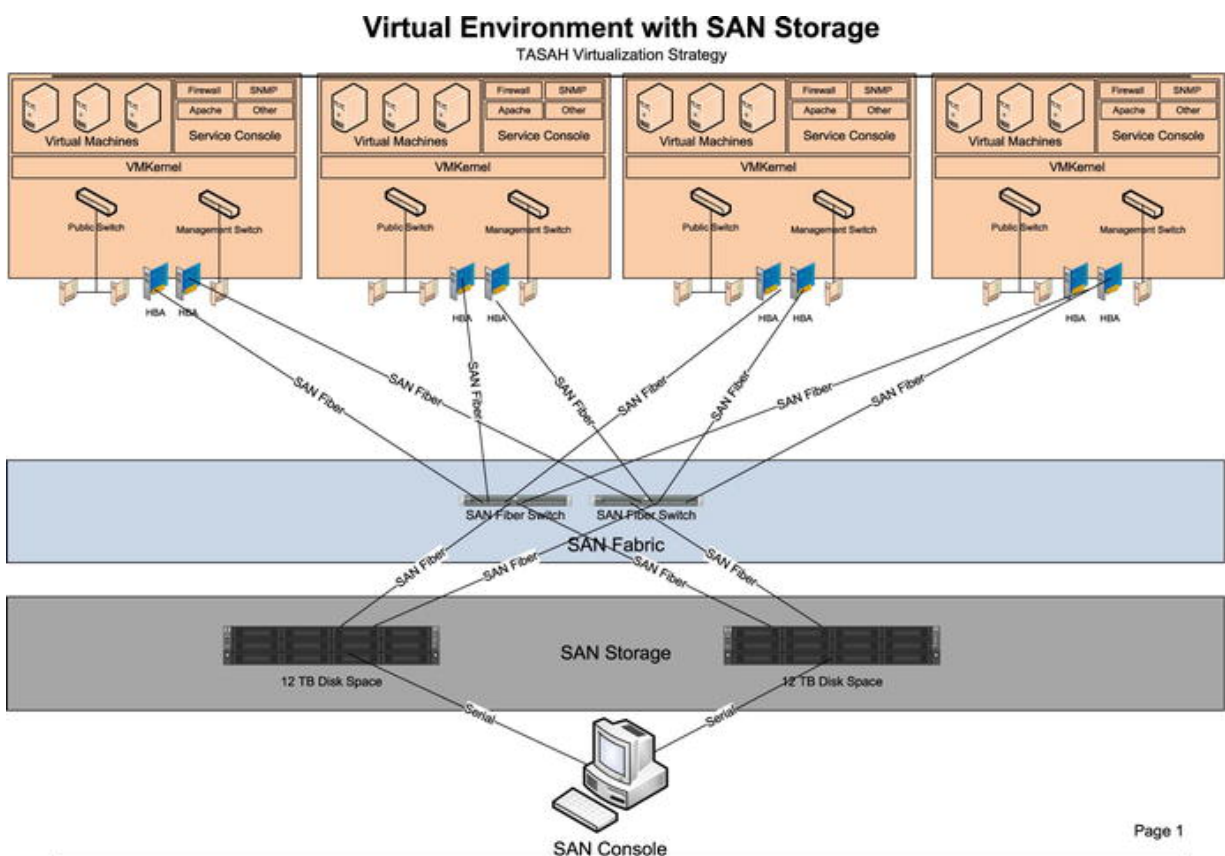 Virtual Environment with SAN Storage
TASAH Virtualization Strategy
Firewall SNMP
Apache Other
Virtual Machines Service Console
VMKernel
Public Switch Management Switch
HBA HBA
Firewall SNMP
Apache Other
Virtual Machines Service Console
VMKernel
Public Switch Management Switch
HBA HBA
Firewall SNMP
Apache Other
Virtual Machines Service Console
VMKernel
Public Switch Management Switch
HBA HBA
Firewall SNMP
Apache Other
Virtual Machines Service Console
VMKernel
Public Switch Management Switch
HBA HBA
SAN Fiber
SAN Fiber
SAN Fiber
SAN Fiber
SAN Fiber
SAN Fiber
SAN Fiber
SAN Fiber
SAN Fiber Switch
SAN Fiber Switch
SAN Fabric
SAN Fiber
SAN Fiber
SAN Fiber
SAN Fiber
SAN Storage
12 TB Disk Space
12 TB Disk Space
Serial
Serial
SAN Console
Page 1